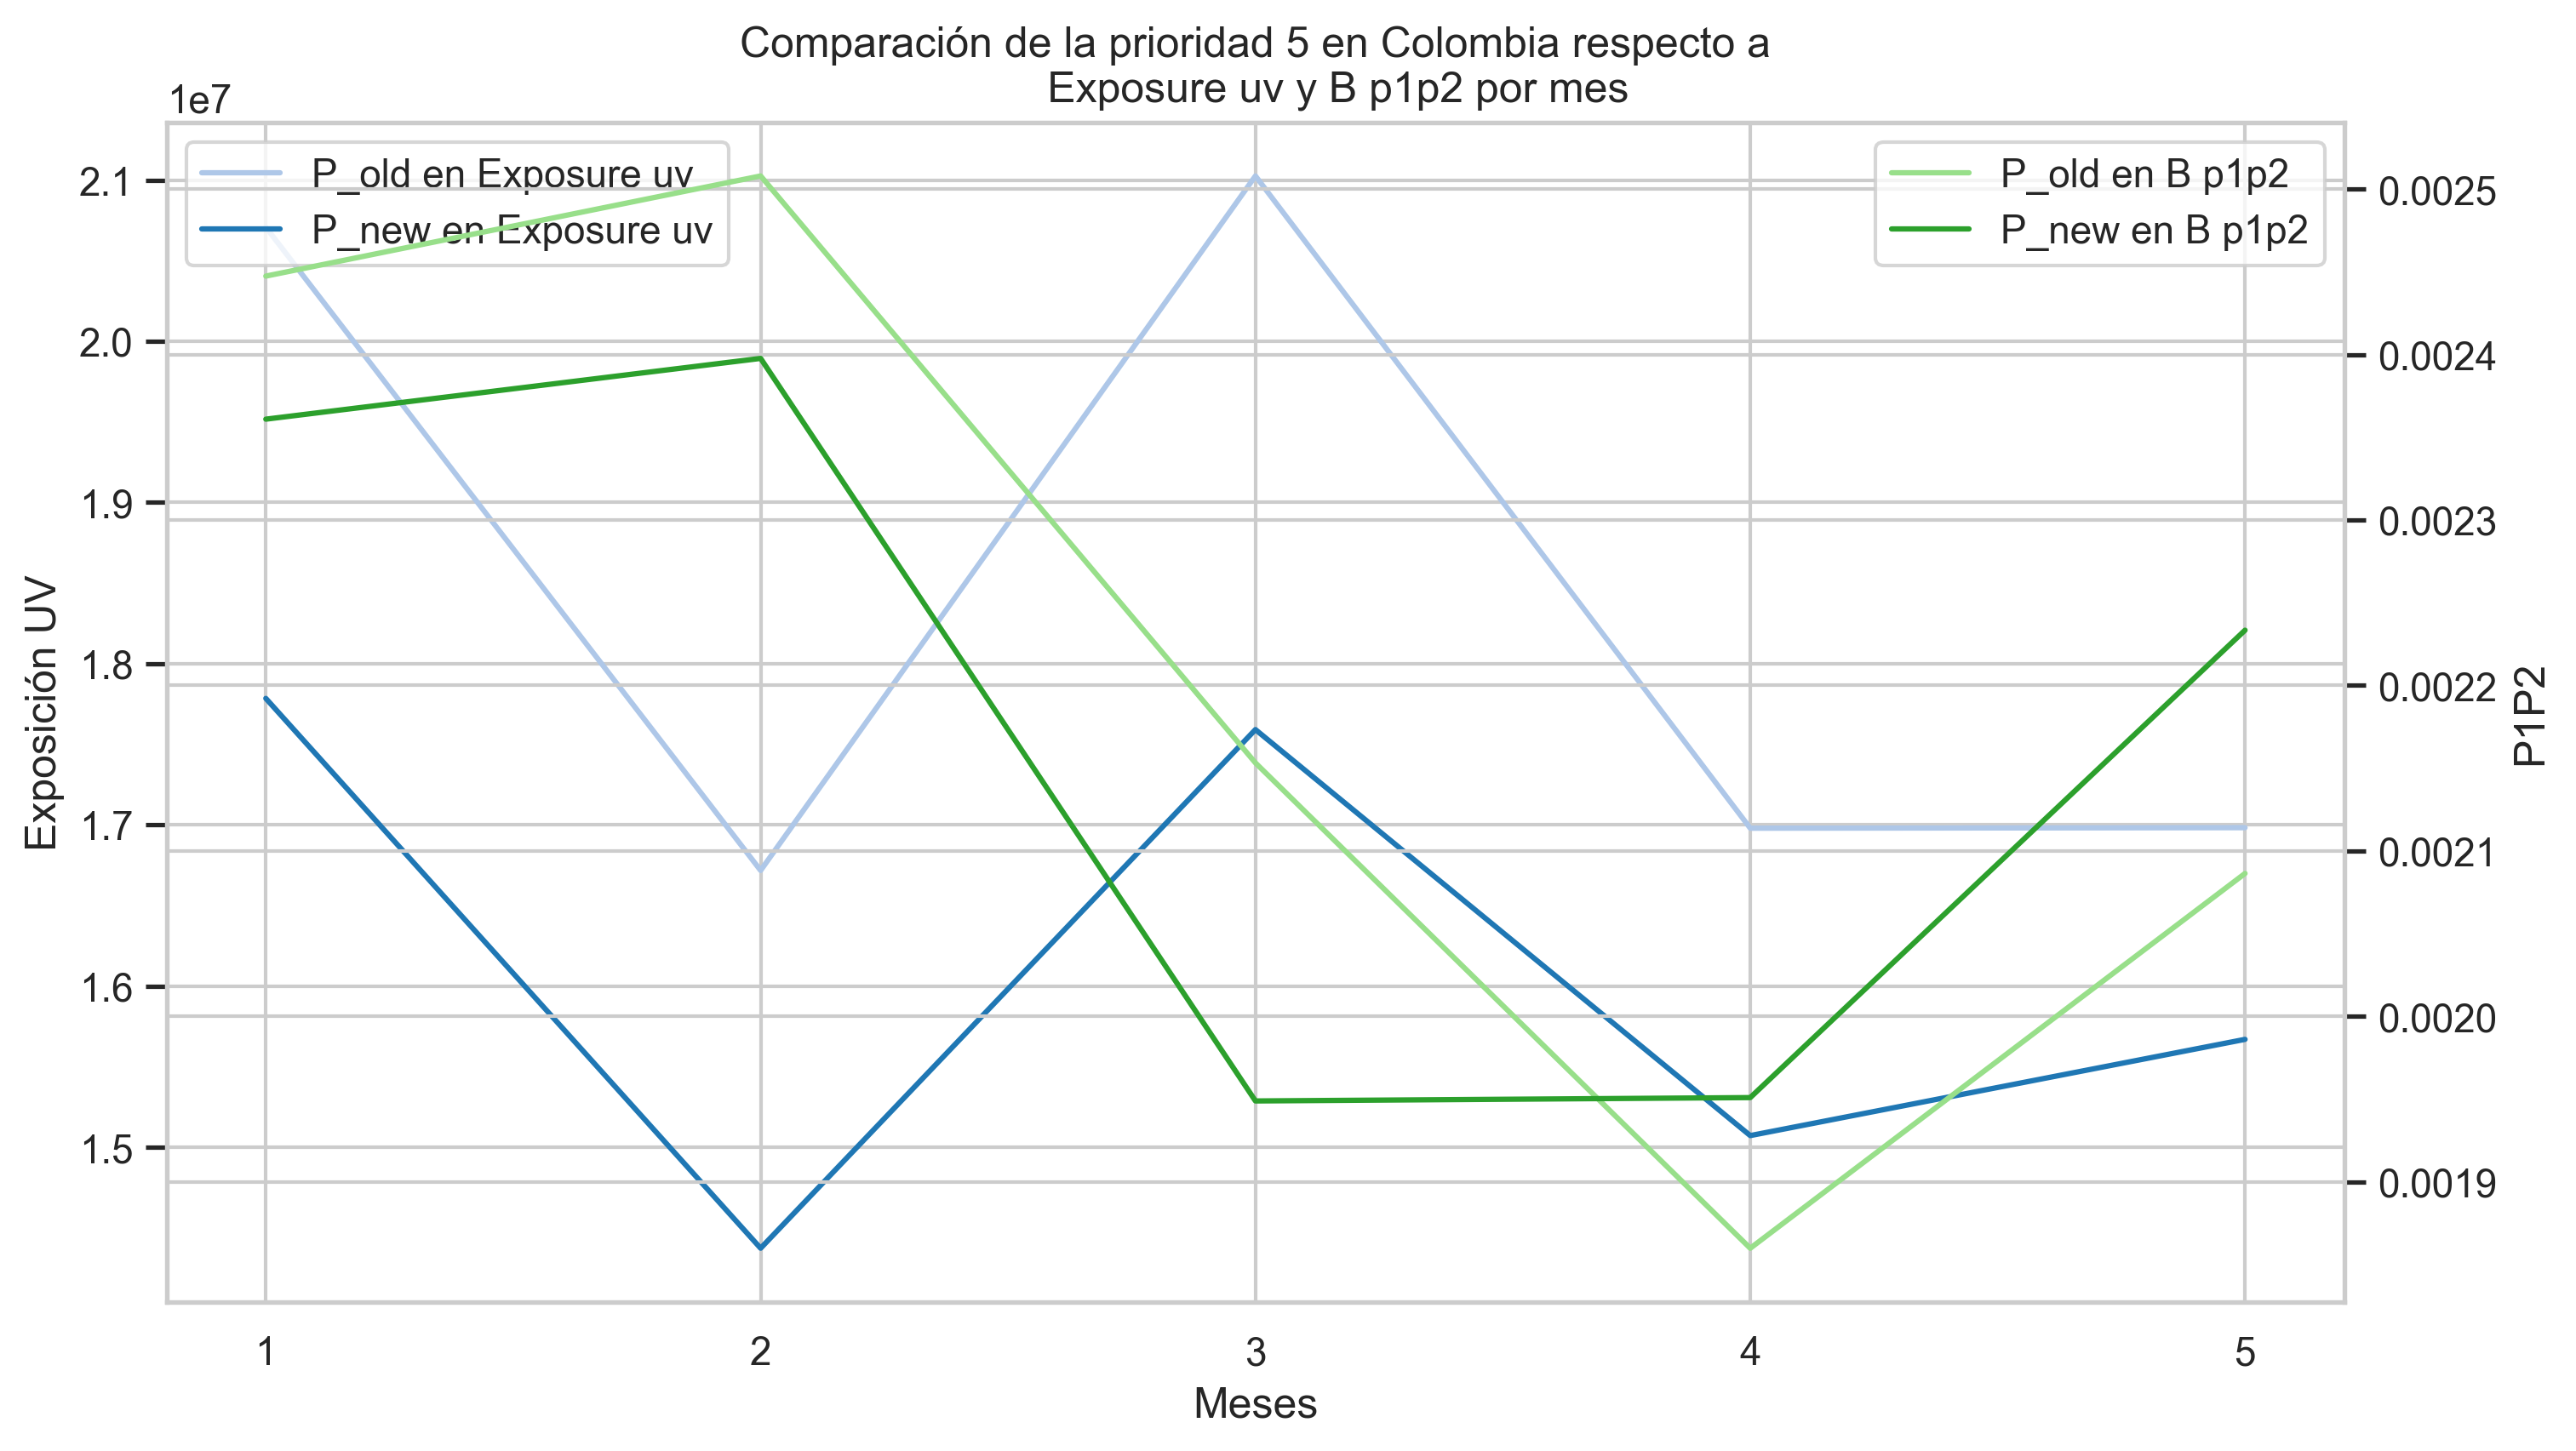 Comparación de la prioridad 5 en Colombia respecto a
Exposure uv y B p1p2 por mes
1e7
P_old en Exposure uv
P_new en Exposure uv
P_old en B p1p2
P_new en B p1p2
2.1
2.0
1.9
1.8
1.7
1.6
1.5
Exposición UV
0.0025
0.0024
0.0023
0.0022
0.0021
0.0020
0.0019
P1P2
1 2 3 4 5
Meses